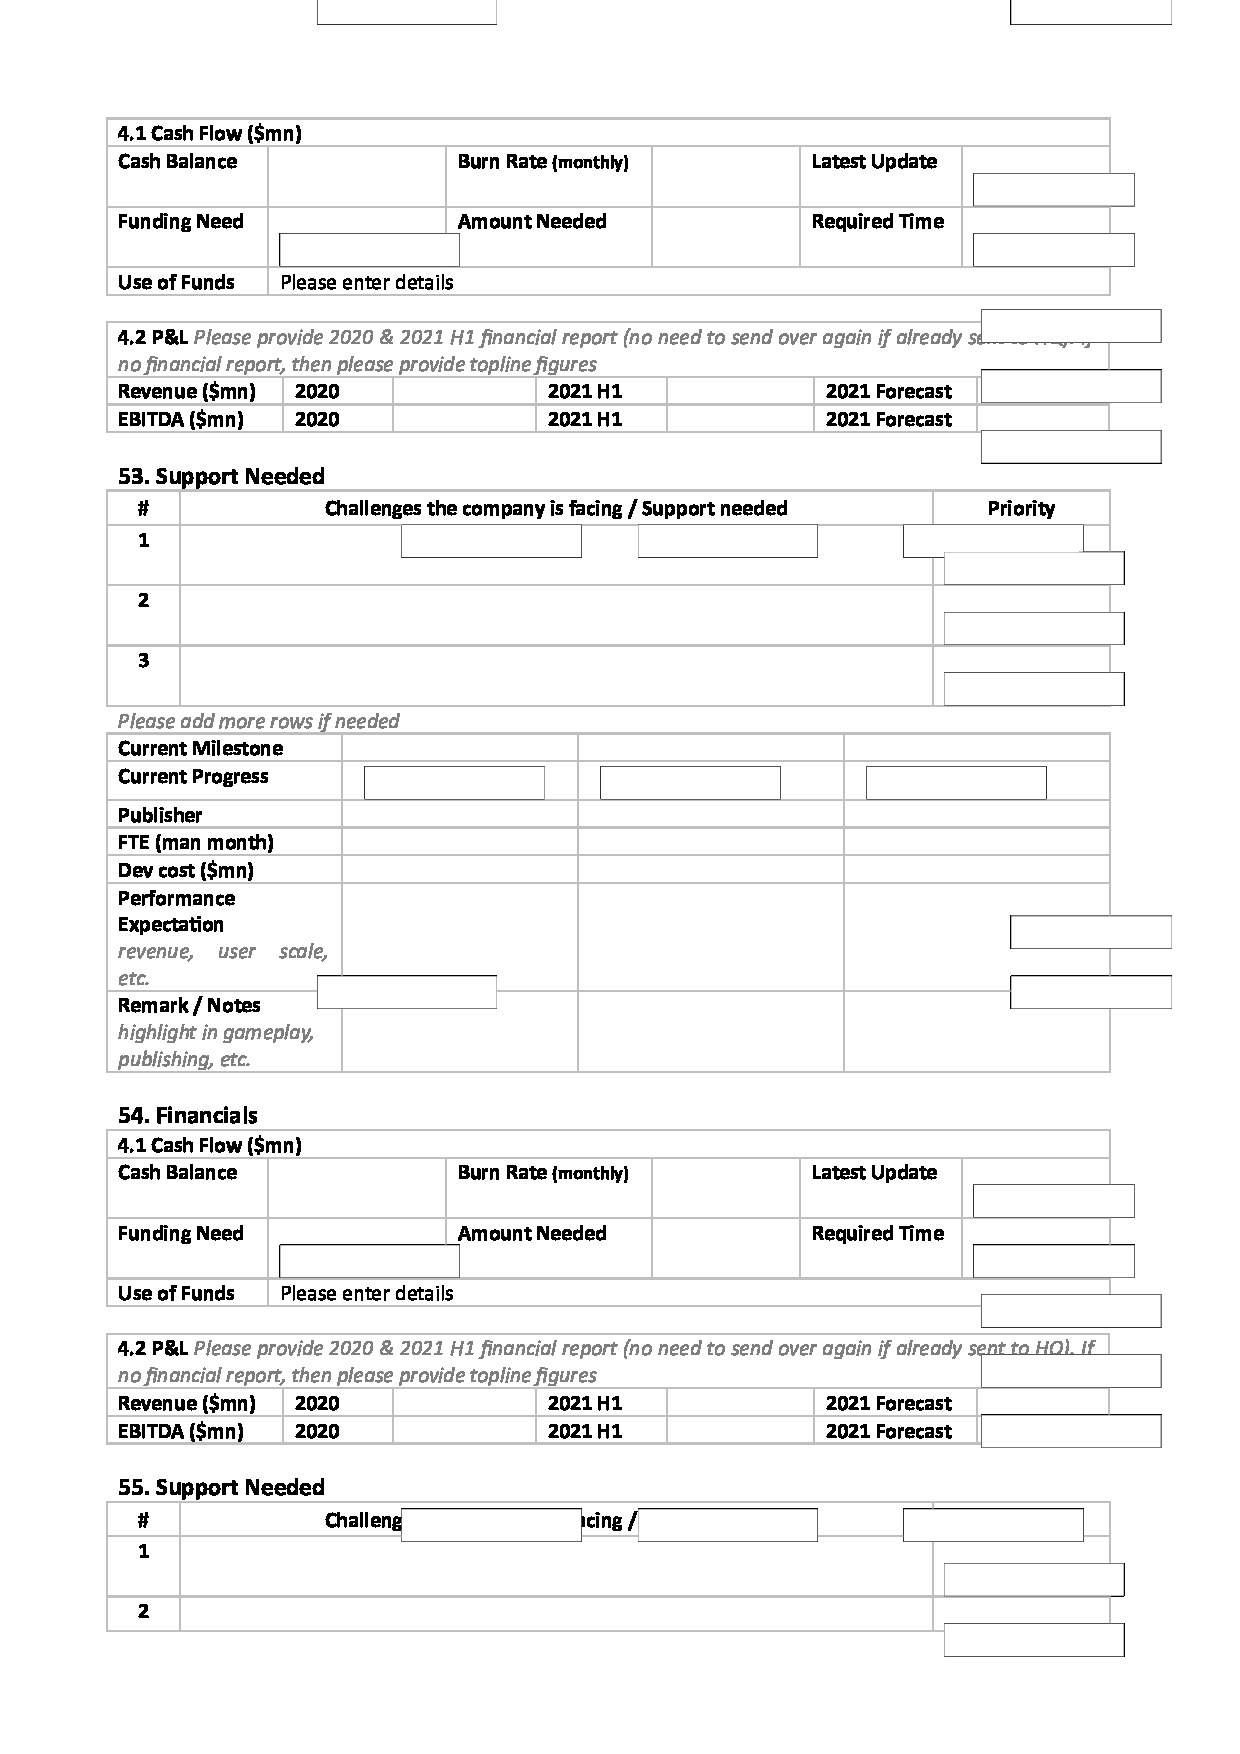 4.1 Cash Flow ($mn)
Cash Balance Burn Rate (monthly) Latest Update
Funding Need Amount Needed Required Time
Use of Funds Please enter details
4.2 P&L Please provide 2020 & 2021 H1 financial report (no need to send over again if already
no financial report, then please provide topline figures
Revenue ($mn) 2020 2021 H1 2021 Forecast
EBITDA ($mn) 2020 2021 H1 2021 Forecast
53. Support Needed
# Challenges the company is facing / Support needed Priority
1
2
3
Please add more rows if needed
Current Milestone
Current Progress
Publisher
FTE (man month)
Dev cost ($mn)
Performance
Expectation
revenue, user scale,
etc.
Remark / Notes
highlight in gameplay,
publishing, etc.
54. Financials
4.1 Cash Flow ($mn)
Cash Balance Burn Rate (monthly) Latest Update
Funding Need Amount Needed Required Time
Use of Funds Please enter details
4.2 P&L Please provide 2020 & 2021 H1 financial report (no need to send over again if already sent to HQ). If
no financial report, then please provide topline figures
Revenue ($mn) 2020 2021 H1 2021 Forecast
EBITDA ($mn) 2020 2021 H1 2021 Forecast
55. Support Needed
# Challeng acing /
1
2